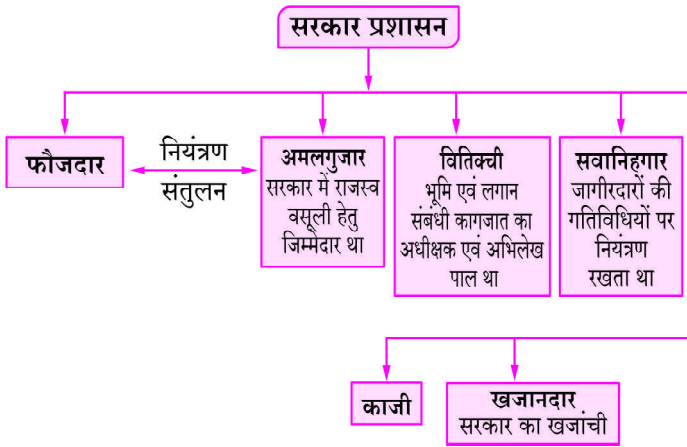 सरकार प्रशासन
फौजदार
नियंत्रण
संतुलन
अमलगुजार
सरकार में राजस्व
वसूली हेतु
जिम्मेदार था
वितिक्ची
भूमि एवं लगान
संबंधी कागजात का
अधीक्षक एवं अभिलेख
पाल था
सवानिहगार
जागीरदारों की
गतिविधियों पर
नियंत्रण
रखता था
काजी
खजानदार
सरकार का खजांची